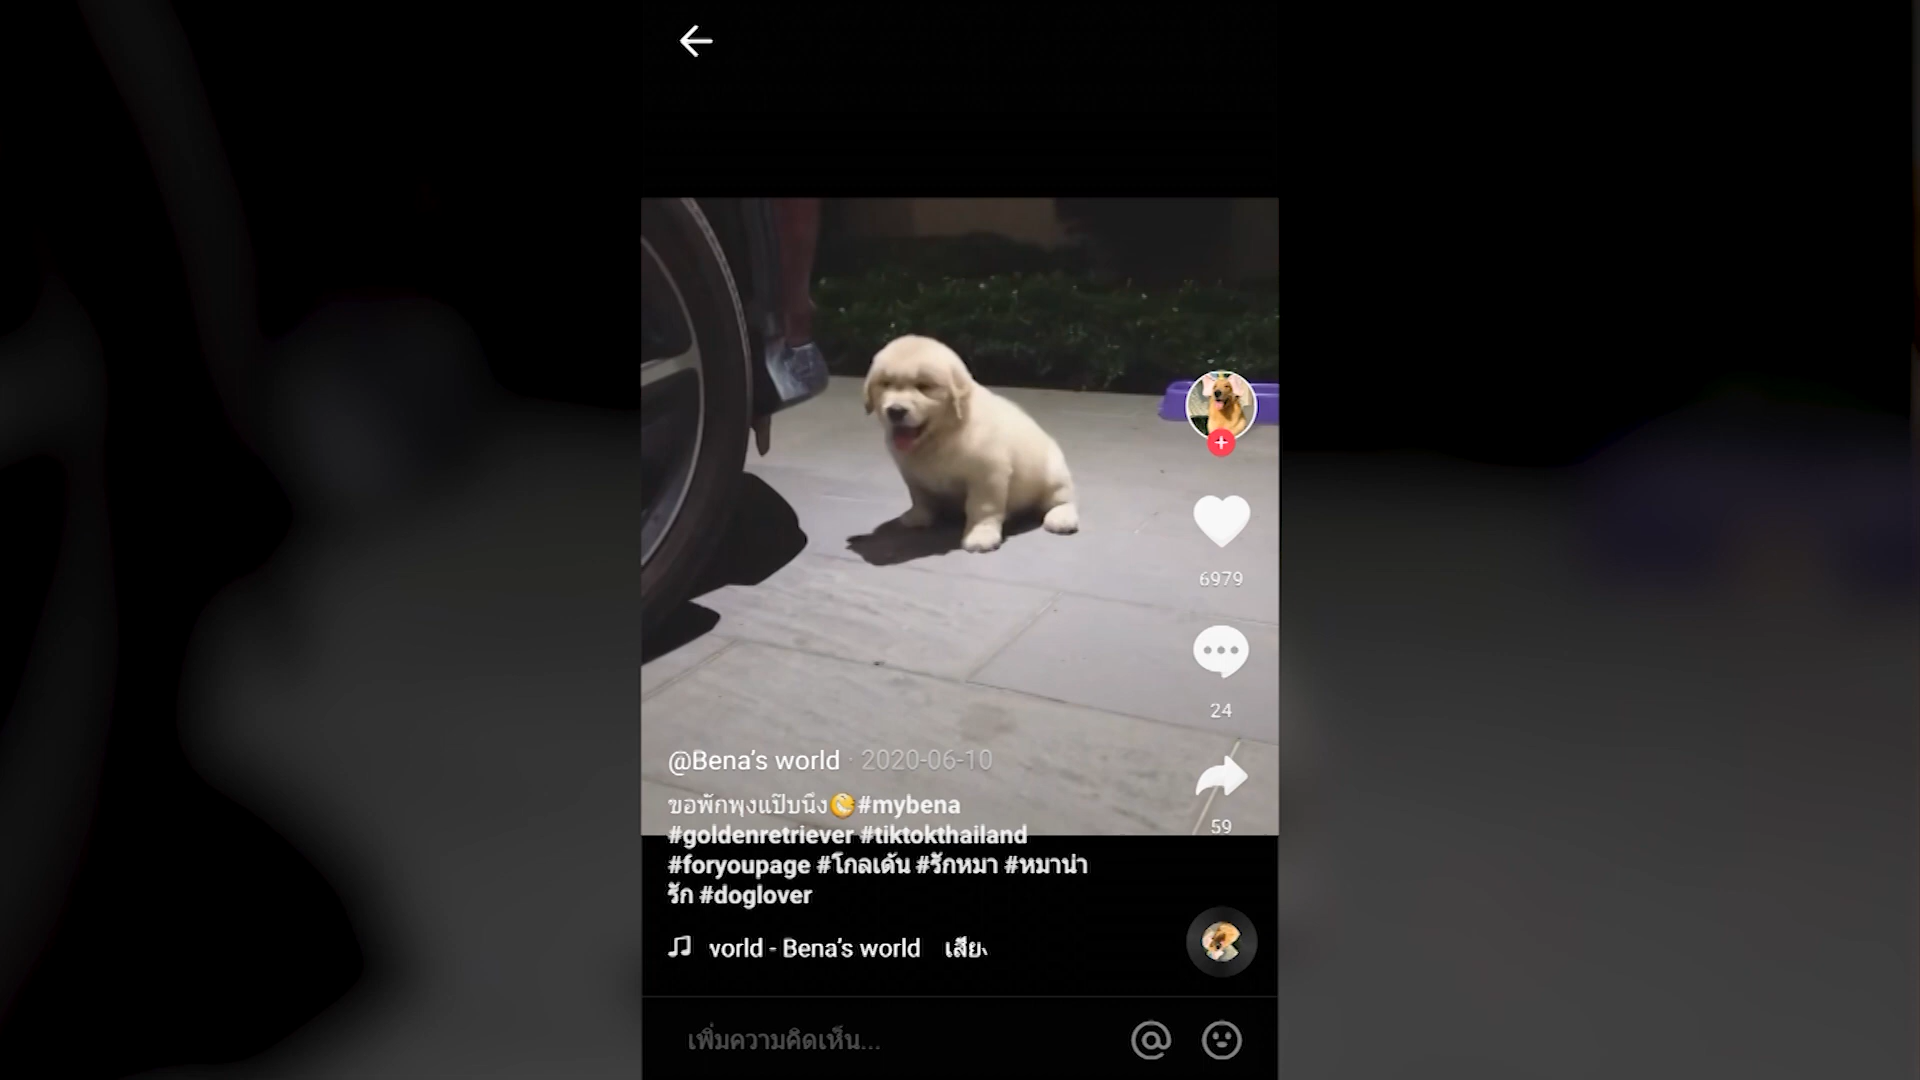 6979
24
59
@Bena's world · 2020-06-10
ขอพักพุงแป๊บนึง😆#mybena
#goldenretriever #tiktokthailand
#foryoupage #โกลเด้น #รักหมา #หมาน่า
รัก #doglover
vorld - Bena's world เสียง
เพิ่มความคิดเห็น...